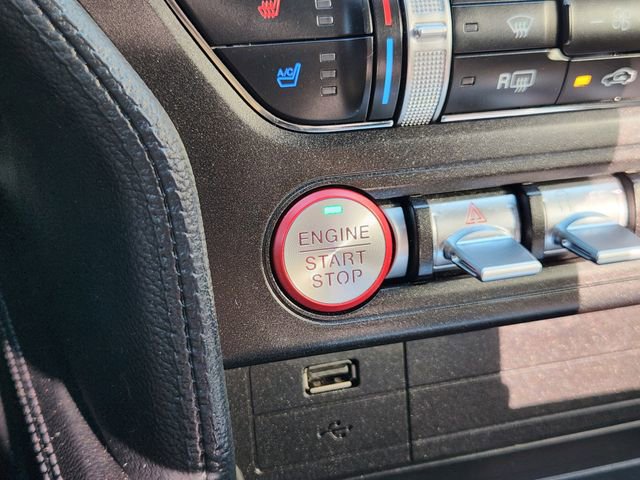 A/C
R
ENGINE
START
STOP